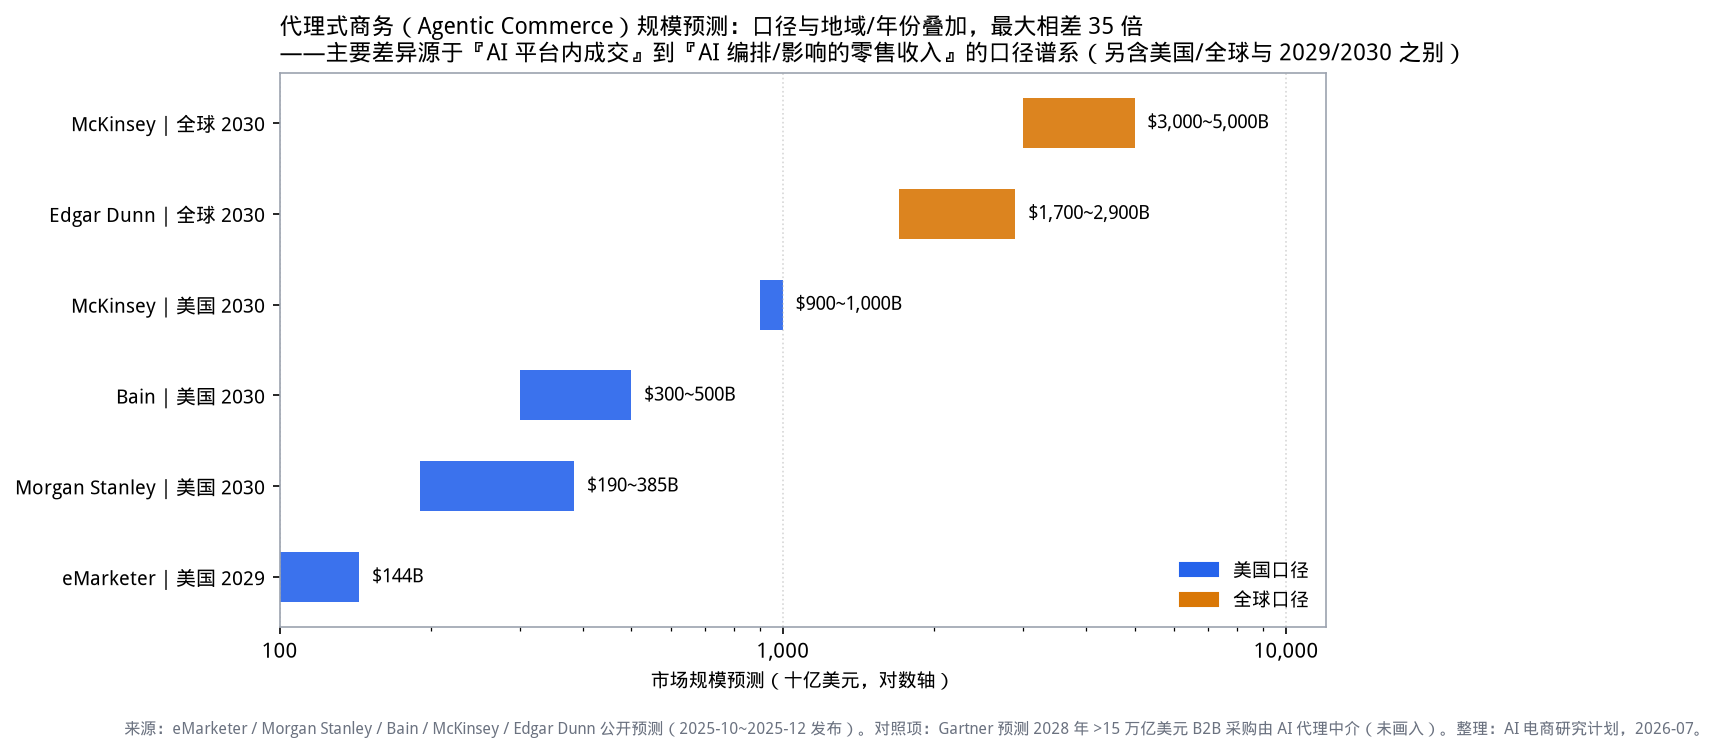 代理式商务（Agentic Commerce）规模预测：口径与地域/年份叠加，最大相差 35 倍
——主要差异源于『AI 平台内成交』到『AI 编排/影响的零售收入』的口径谱系（另含美国/全球与 2029/2030 之别）
McKinsey | 全球 2030
$3,000~5,000B
Edgar Dunn | 全球 2030
$1,700~2,900B
McKinsey | 美国 2030
$900~1,000B
Bain | 美国 2030
$300~500B
Morgan Stanley | 美国 2030
$190~385B
eMarketer | 美国 2029
$144B
美国口径
全球口径
100
1,000
10,000
市场规模预测（十亿美元，对数轴）
来源：eMarketer / Morgan Stanley / Bain / McKinsey / Edgar Dunn 公开预测（2025-10~2025-12 发布）。对照项：Gartner 预测 2028 年 >15 万亿美元 B2B 采购由 AI 代理中介（未画入）。整理：AI 电商研究计划，2026-07。